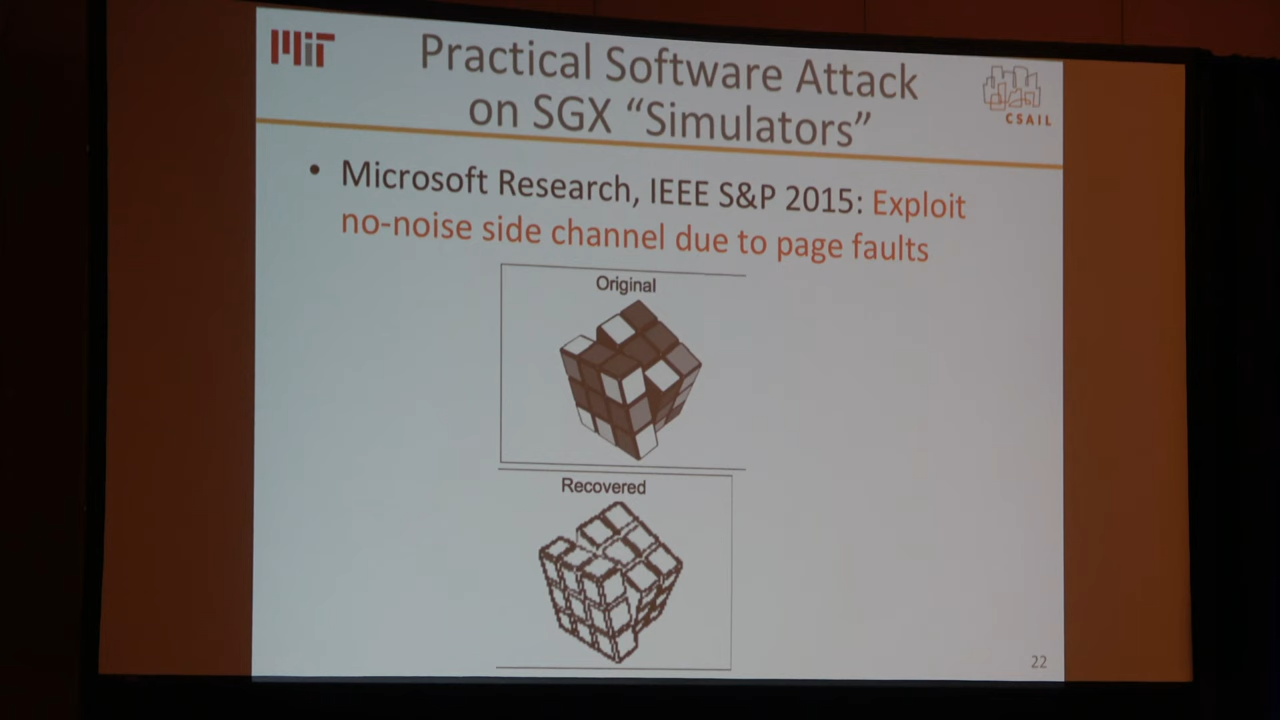 MIT
Practical Software Attack
on SGX “Simulators”
CSAIL
• Microsoft Research, IEEE S&P 2015: Exploit
no-noise side channel due to page faults
Original
Recovered
22